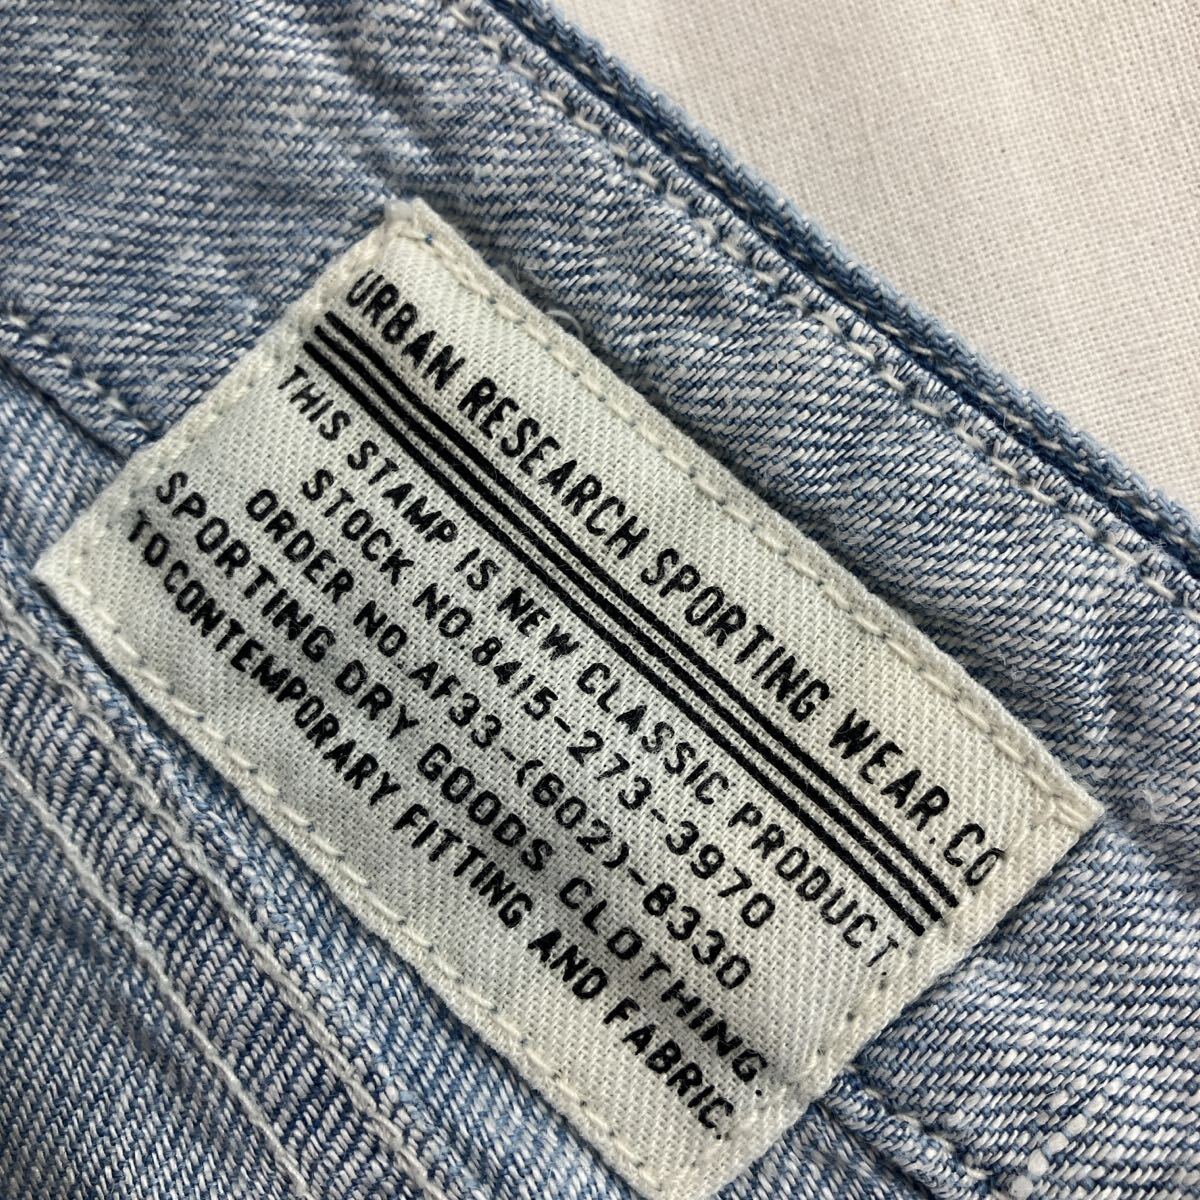 URBAN RESEARCH SPORTING WEAR.CO
THIS STAMP IS NEW CLASSIC PRODUCT.
STOCK NO.8415-273-3970
ORDER NO.AF33-(602)-8330
SPORTING DRY GOODS CLOTHING.
TO CONTEMPORARY FITTING AND FABRIC.